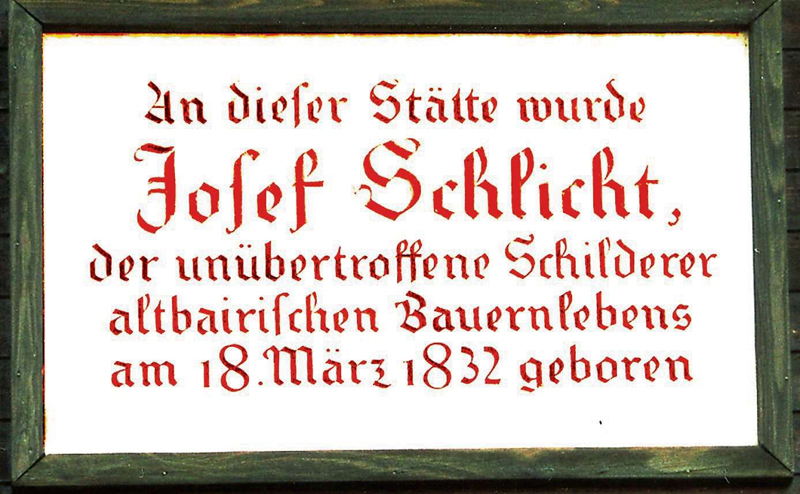 An dieſer Stätte wurde
Joſef Schlicht,
der unübertroffene Schilderer
altbairiſchen Bauernlebens
am 18. März 1832 geboren